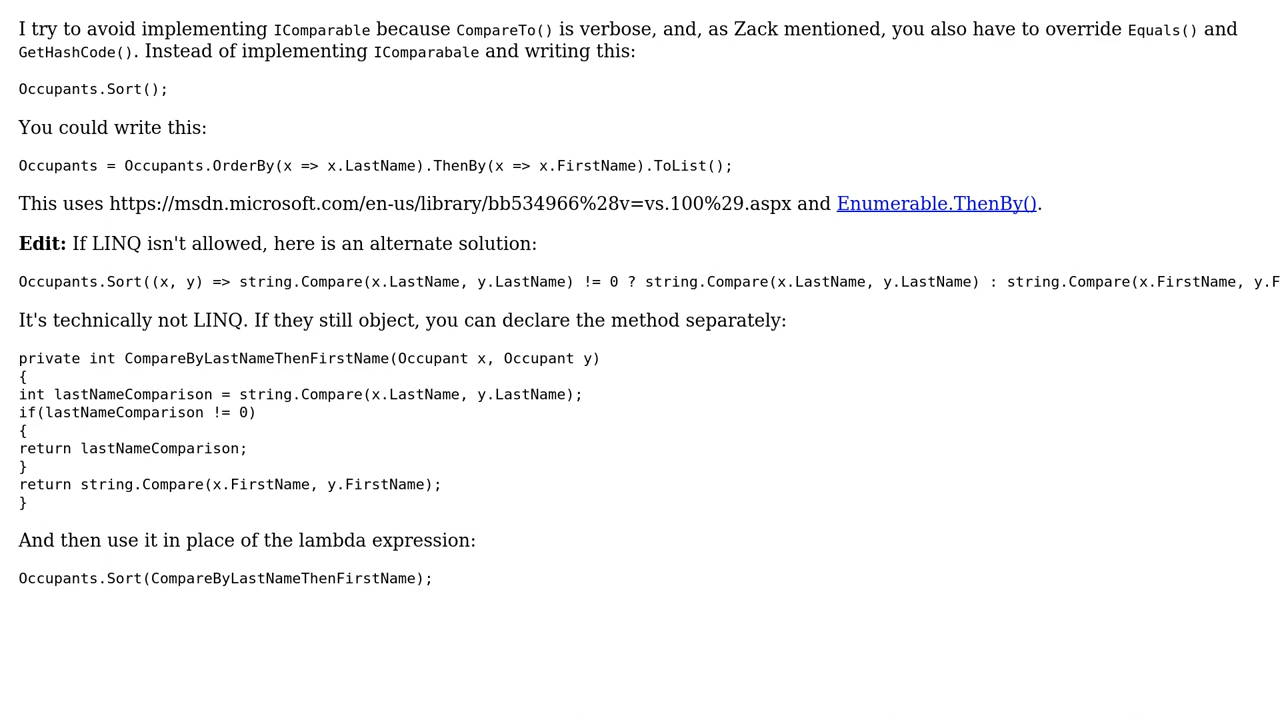 I try to avoid implementing IComparable because CompareTo() is verbose, and, as Zack mentioned, you also have to override Equals() and
GetHashCode(). Instead of implementing IComparabale and writing this:
Occupants.Sort();
You could write this:
Occupants = Occupants.OrderBy(x => x.LastName).ThenBy(x => x.FirstName).ToList();
This uses https://msdn.microsoft.com/en-us/library/bb534966%28v=vs.100%29.aspx and Enumerable.ThenBy().
Edit: If LINQ isn't allowed, here is an alternate solution:
Occupants.Sort((x, y) => string.Compare(x.LastName, y.LastName) != 0 ? string.Compare(x.LastName, y.LastName) : string.Compare(x.FirstName, y.F
It's technically not LINQ. If they still object, you can declare the method separately:
private int CompareByLastNameThenFirstName(Occupant x, Occupant y)
{
int lastNameComparison = string.Compare(x.LastName, y.LastName);
if(lastNameComparison != 0)
{
return lastNameComparison;
}
return string.Compare(x.FirstName, y.FirstName);
}
And then use it in place of the lambda expression:
Occupants.Sort(CompareByLastNameThenFirstName);